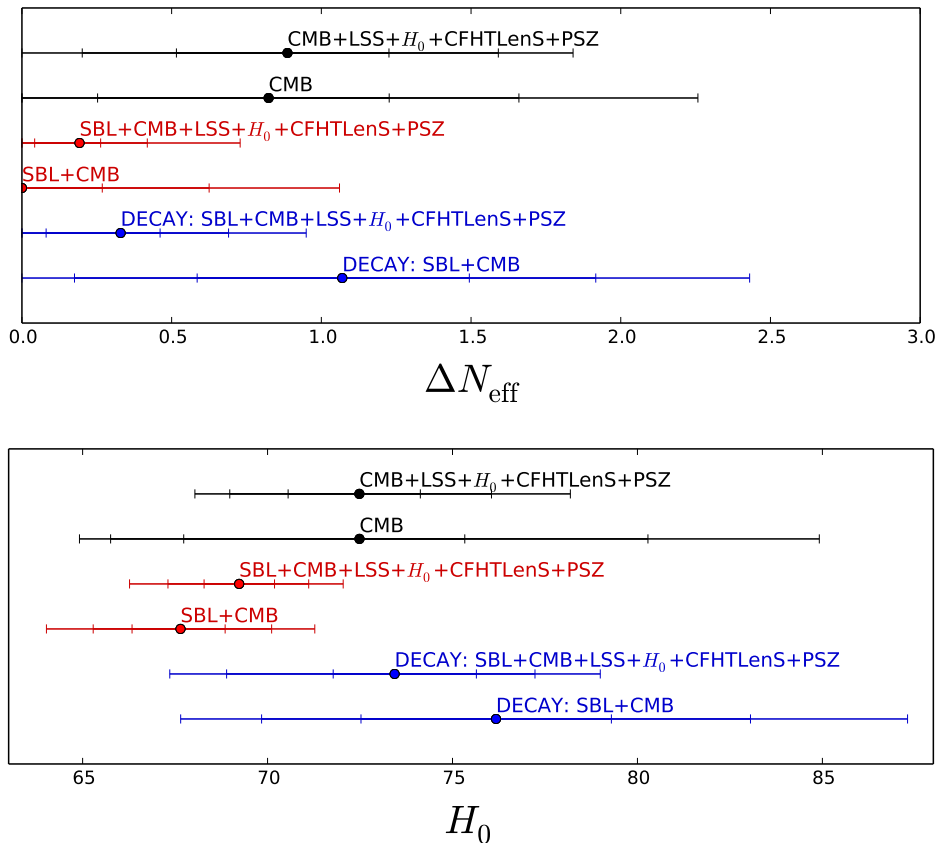 CMB+LSS+H₀+CFHTLenS+PSZ
CMB
SBL+CMB+LSS+H₀+CFHTLenS+PSZ
SBL+CMB
DECAY: SBL+CMB+LSS+H₀+CFHTLenS+PSZ
DECAY: SBL+CMB
0.0 0.5 1.0 1.5 2.0 2.5 3.0
ΔN_eff
CMB+LSS+H₀+CFHTLenS+PSZ
CMB
SBL+CMB+LSS+H₀+CFHTLenS+PSZ
SBL+CMB
DECAY: SBL+CMB+LSS+H₀+CFHTLenS+PSZ
DECAY: SBL+CMB
65 70 75 80 85
H₀